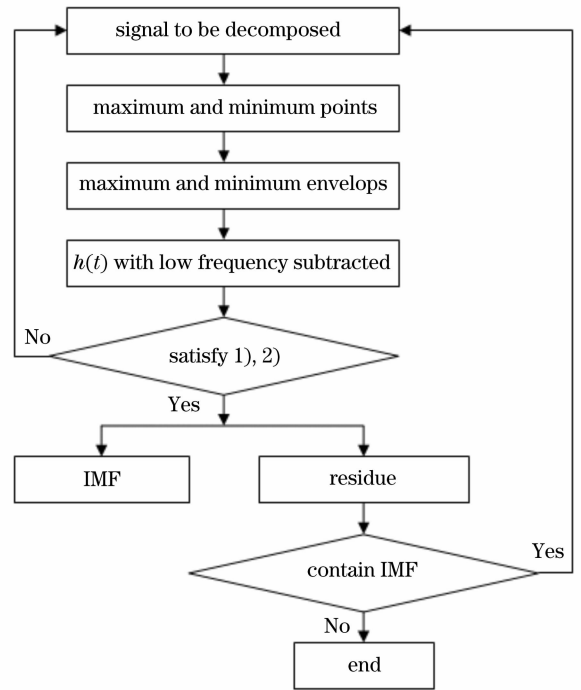 signal to be decomposed
maximum and minimum points
maximum and minimum envelops
h(t) with low frequency subtracted
No
satisfy 1), 2)
Yes
IMF
residue
contain IMF
Yes
No
end